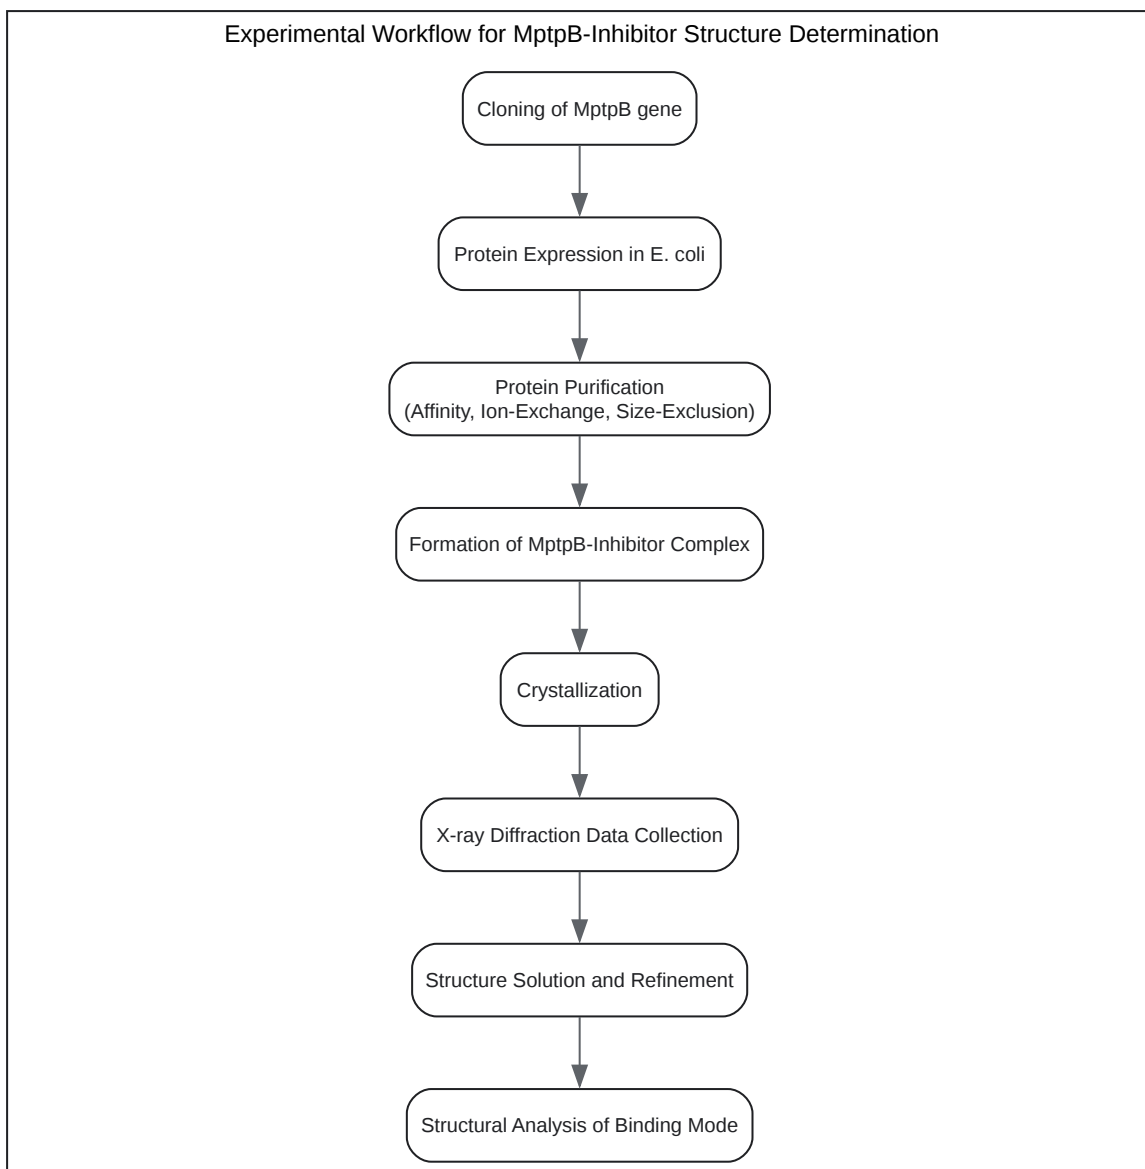 Experimental Workflow for MptpB-Inhibitor Structure Determination
Cloning of MptpB gene
Protein Expression in E. coli
Protein Purification
(Affinity, Ion-Exchange, Size-Exclusion)
Formation of MptpB-Inhibitor Complex
Crystallization
X-ray Diffraction Data Collection
Structure Solution and Refinement
Structural Analysis of Binding Mode